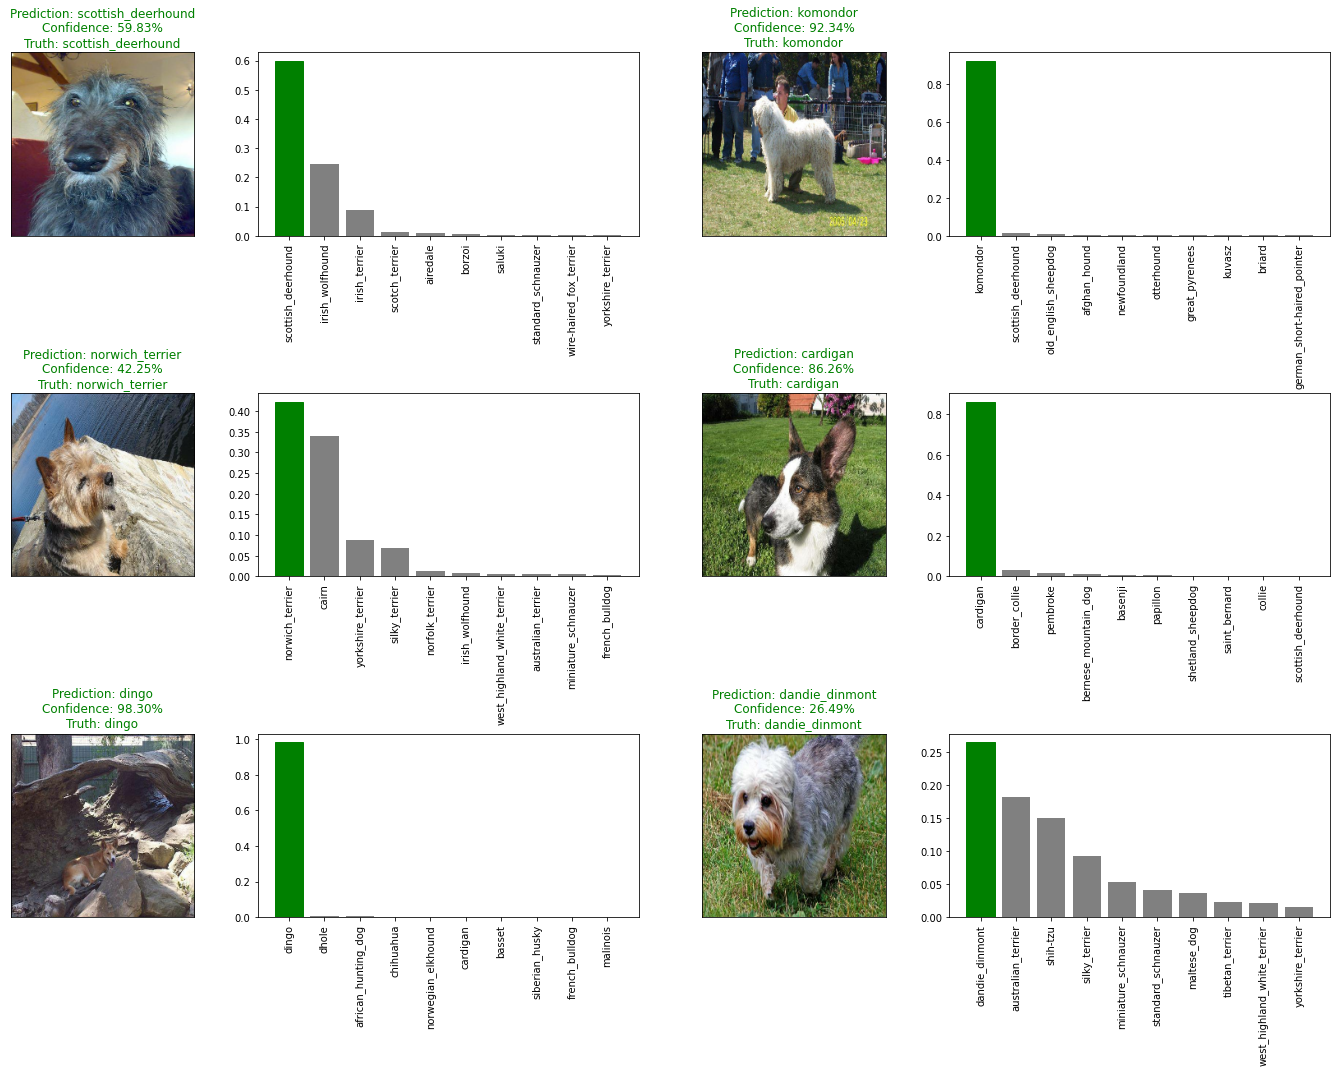 Prediction: scottish_deerhound
Confidence: 59.83%
Truth: scottish_deerhound
0.6
0.5
0.4
0.3
0.2
0.1
0.0
scottish_deerhound
irish_wolfhound
irish_terrier
scotch_terrier
airedale
borzoi
saluki
standard_schnauzer
wire-haired_fox_terrier
yorkshire_terrier
Prediction: komondor
Confidence: 92.34%
Truth: komondor
0.8
0.6
0.4
0.2
0.0
komondor
scottish_deerhound
old_english_sheepdog
afghan_hound
newfoundland
otterhound
great_pyrenees
kuvasz
briard
german_short-haired_pointer
Prediction: norwich_terrier
Confidence: 42.25%
Truth: norwich_terrier
0.40
0.35
0.30
0.25
0.20
0.15
0.10
0.05
0.00
norwich_terrier
cairn
yorkshire_terrier
silky_terrier
norfolk_terrier
irish_wolfhound
west_highland_white_terrier
australian_terrier
miniature_schnauzer
french_bulldog
Prediction: cardigan
Confidence: 86.26%
Truth: cardigan
0.8
0.6
0.4
0.2
0.0
cardigan
border_collie
pembroke
bernese_mountain_dog
basenji
papillon
shetland_sheepdog
saint_bernard
collie
scottish_deerhound
Prediction: dingo
Confidence: 98.30%
Truth: dingo
1.0
0.8
0.6
0.4
0.2
0.0
dingo
dhole
african_hunting_dog
chihuahua
norwegian_elkhound
cardigan
basset
siberian_husky
french_bulldog
malinois
Prediction: dandie_dinmont
Confidence: 26.49%
Truth: dandie_dinmont
0.25
0.20
0.15
0.10
0.05
0.00
dandie_dinmont
australian_terrier
shih-tzu
silky_terrier
miniature_schnauzer
standard_schnauzer
maltese_dog
tibetan_terrier
west_highland_white_terrier
yorkshire_terrier